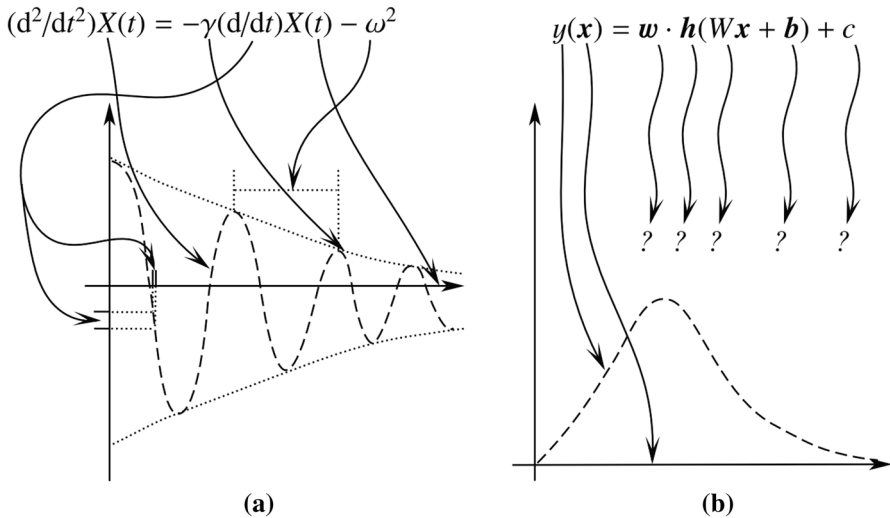 (d²/dt²)X(t) = −γ(d/dt)X(t) − ω²
y(x) = w · h(Wx + b) + c
? ? ? ? ?
(a)
(b)